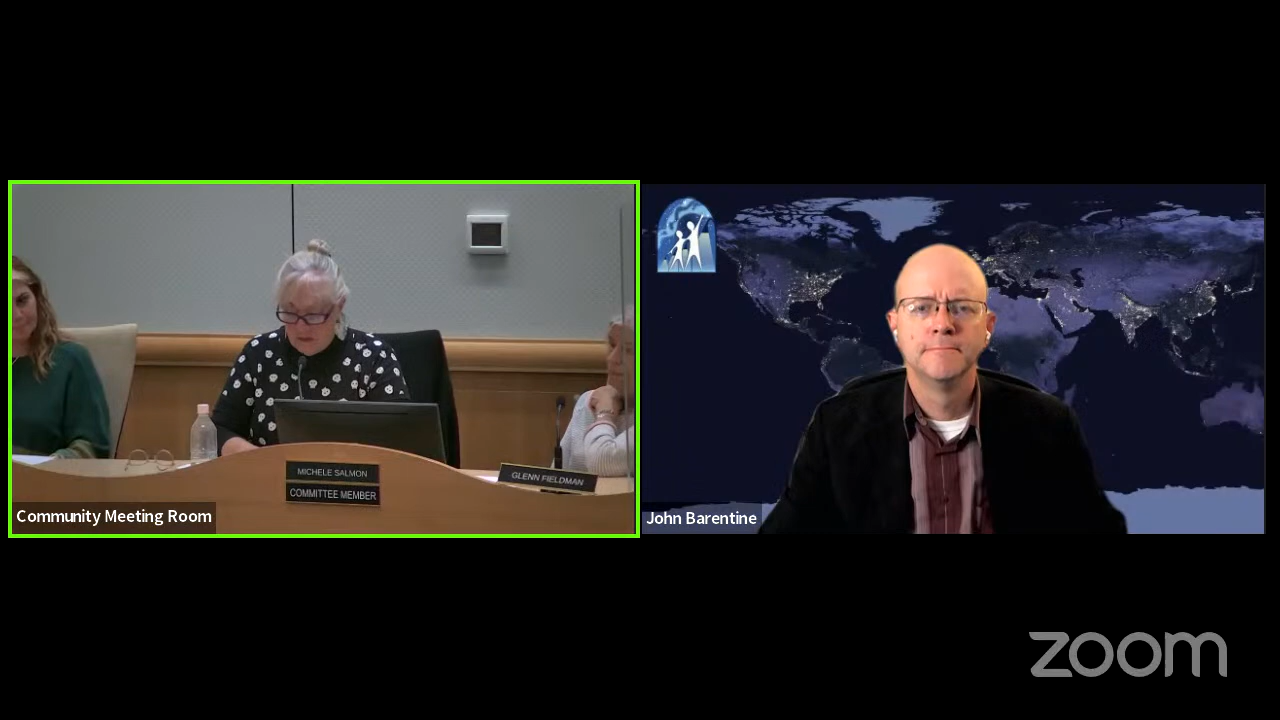 MICHELE SALMON
COMMITTEE MEMBER
GLENN FIELDMAN
Community Meeting Room
John Barentine
zoom